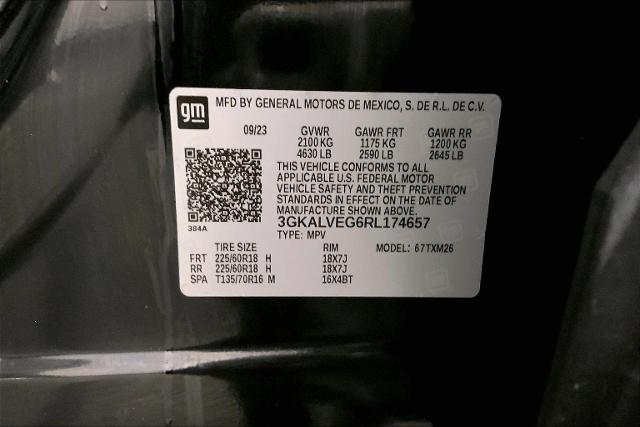 gm
MFD BY GENERAL MOTORS DE MEXICO, S. DE R.L. DE C.V.
09/23 GVWR GAWR FRT GAWR RR
2100 KG 1175 KG 1200 KG
4630 LB 2590 LB 2645 LB
THIS VEHICLE CONFORMS TO ALL
APPLICABLE U.S. FEDERAL MOTOR
VEHICLE SAFETY AND THEFT PREVENTION
STANDARDS IN EFFECT ON THE DATE OF
MANUFACTURE SHOWN ABOVE.
3GKALVEG6RL174657
384A
TYPE: MPV MODEL: 67TXM26
TIRE SIZE RIM
FRT 225/60R18 H 18X7J
RR 225/60R18 H 18X7J
SPA T135/70R16 M 16X4BT